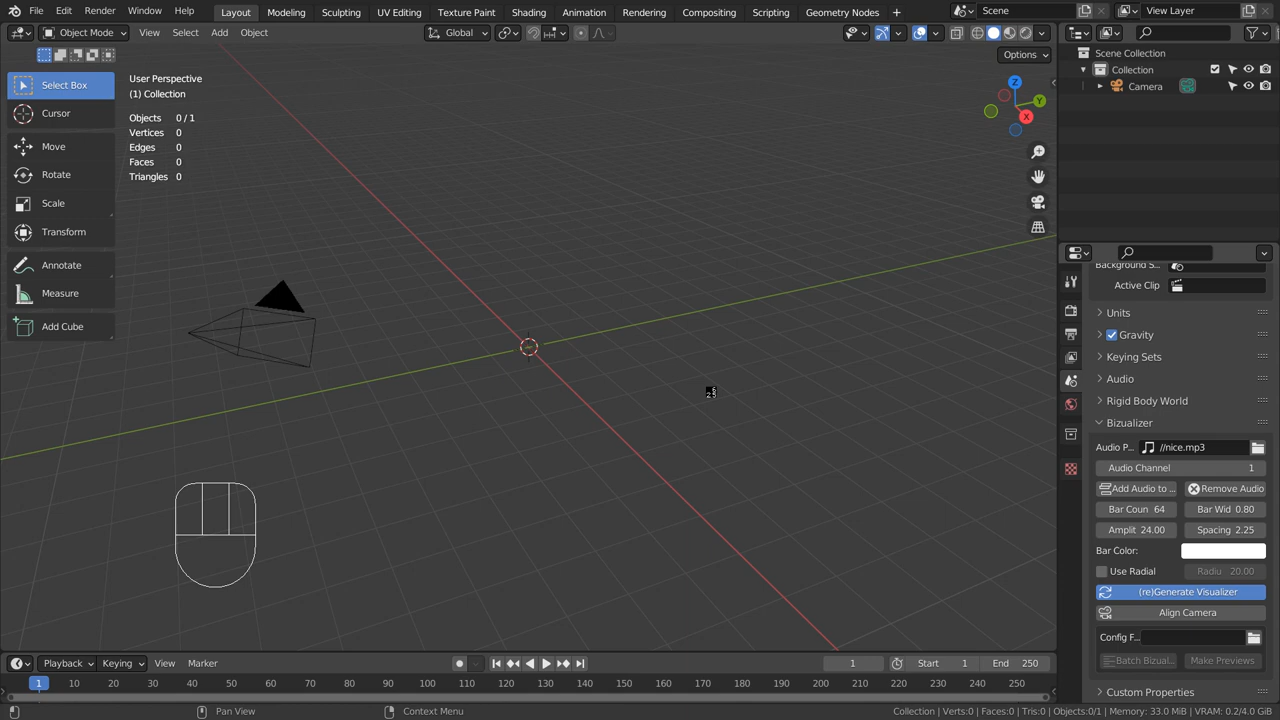 File Edit Render Window Help Layout Modeling Sculpting UV Editing Texture Paint Shading Animation Rendering Compositing Scripting Geometry Nodes + Scene View Layer
Object Mode View Select Add Object Global
Options
Select Box
Cursor
Move
Rotate
Scale
Transform
Annotate
Measure
Add Cube
User Perspective
(1) Collection
Objects 0 / 1
Vertices 0
Edges 0
Faces 0
Triangles 0
Z
Y
X
Scene Collection
Collection
Camera
Background S...
Active Clip
Units
Gravity
Keying Sets
Audio
Rigid Body World
Bizualizer
Audio P... //nice.mp3
Audio Channel 1
Add Audio to ... Remove Audio
Bar Coun 64 Bar Wid 0.80
Amplit 24.00 Spacing 2.25
Bar Color:
Use Radial Radiu 20.00
(re)Generate Visualizer
Align Camera
Config F...
Batch Bizual... Make Previews
Custom Properties
Playback Keying View Marker 1 Start 1 End 250
1 10 20 30 40 50 60 70 80 90 100 110 120 130 140 150 160 170 180 190 200 210 220 230 240 250
Pan View Context Menu Collection | Verts:0 | Faces:0 | Tris:0 | Objects:0/1 | Memory: 33.0 MiB | VRAM: 0.2/4.0 GiB